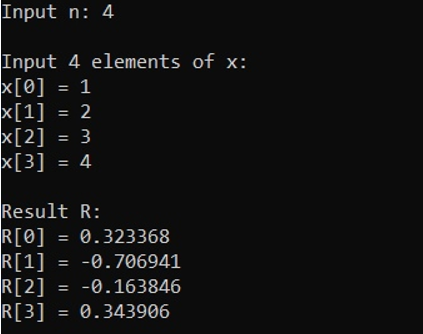 Input n: 4
Input 4 elements of x:
x[0] = 1
x[1] = 2
x[2] = 3
x[3] = 4
Result R:
R[0] = 0.323368
R[1] = -0.706941
R[2] = -0.163846
R[3] = 0.343906